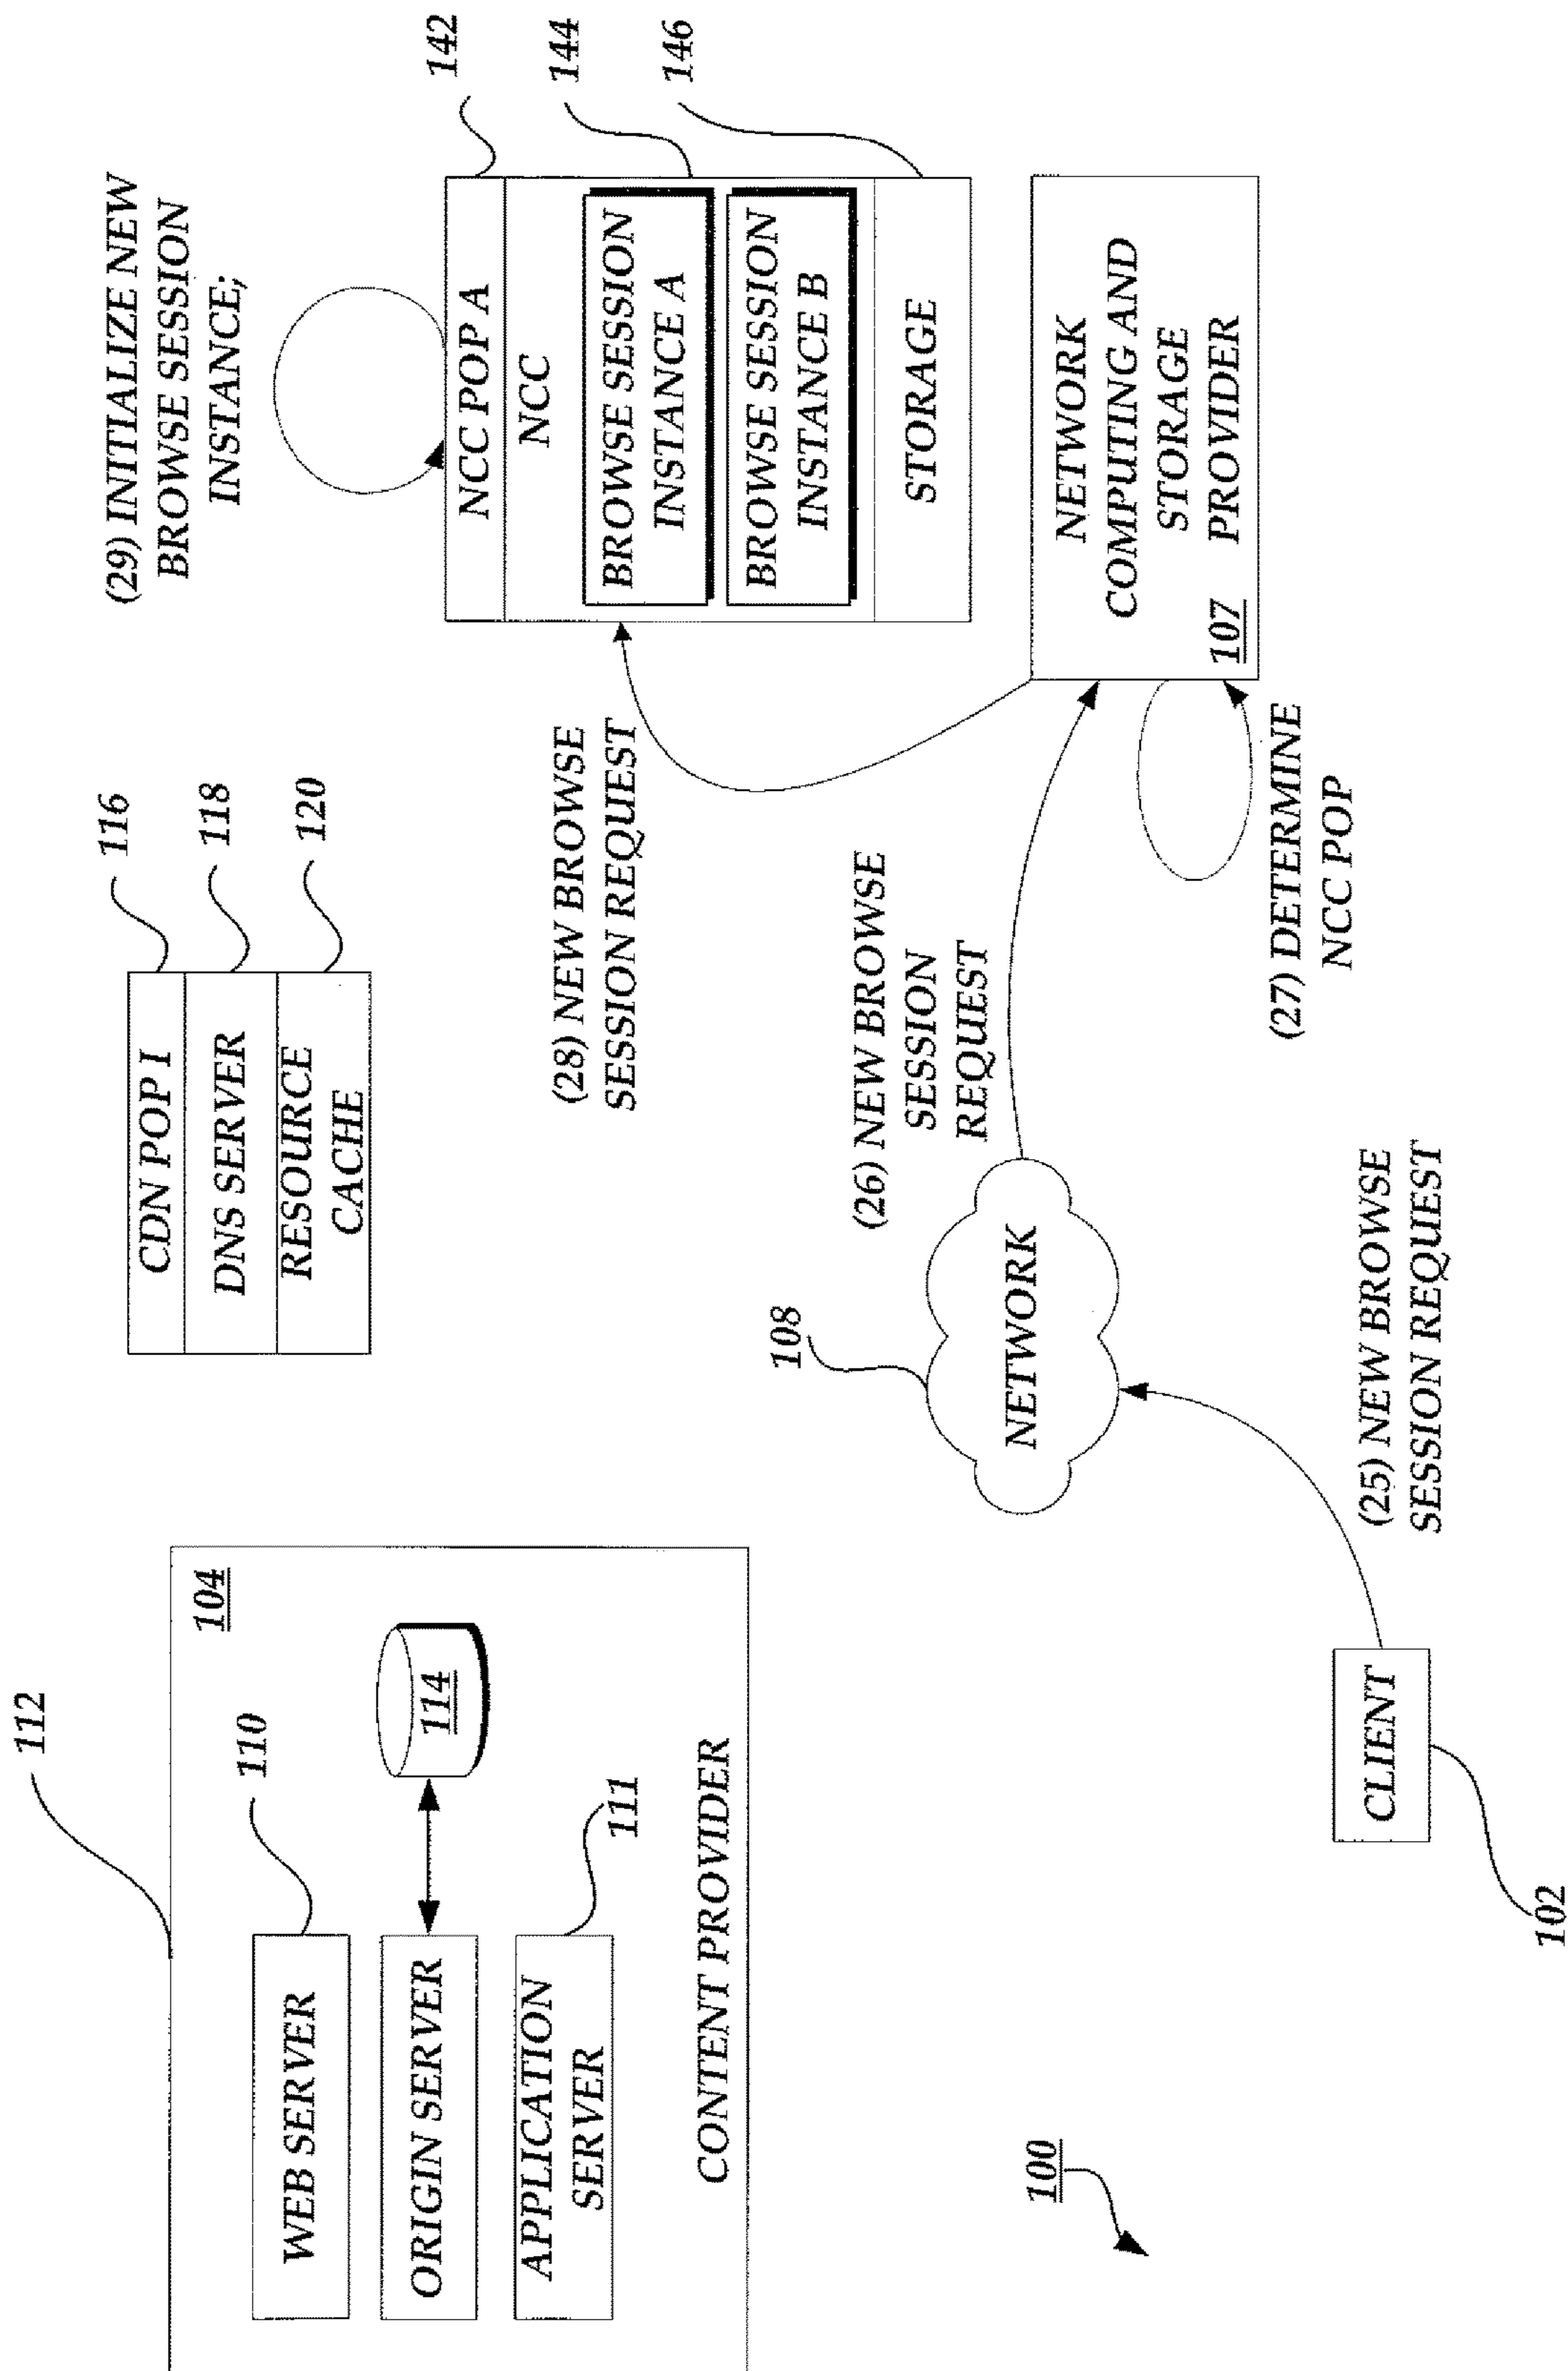 112
104
110
WEB SERVER
ORIGIN SERVER
114
APPLICATION
SERVER
111
CONTENT PROVIDER
116
118
120
CDN POP I
DNS SERVER
RESOURCE
CACHE
(29) INITIALIZE NEW
BROWSE SESSION
INSTANCE;
142
144
146
NCC POP A
NCC
BROWSE SESSION
INSTANCE A
BROWSE SESSION
INSTANCE B
STORAGE
(28) NEW BROWSE
SESSION REQUEST
108
NETWORK
(26) NEW BROWSE
SESSION
REQUEST
NETWORK
COMPUTING AND
STORAGE
PROVIDER
107
(27) DETERMINE
NCC POP
(25) NEW BROWSE
SESSION REQUEST
CLIENT
102
100